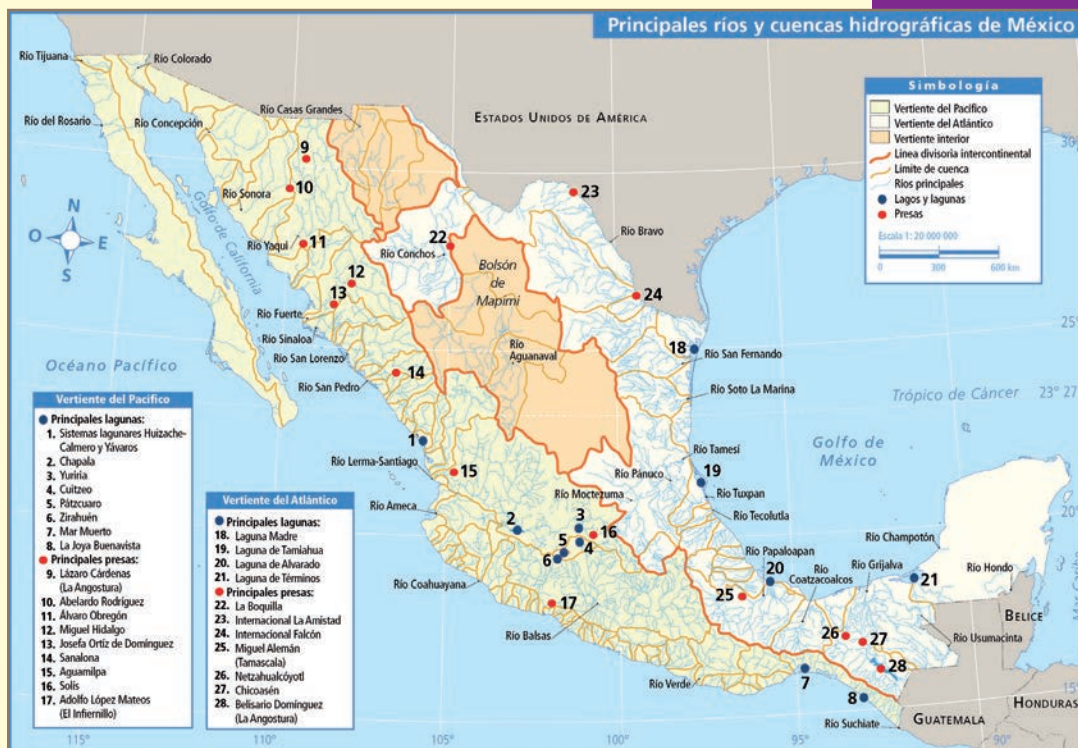 Principales ríos y cuencas hidrográficas de México
Río Tijuana
Río Colorado
Río Casas Grandes
ESTADOS UNIDOS DE AMÉRICA
Río del Rosario
Río Concepción
9
10
Río Sonora
Golfo de California
N
O
E
S
Río Yaqui
11
12
13
Río Fuerte
Río Sinaloa
Río San Lorenzo
Río San Pedro
14
22
Río Conchos
Bolsón
de
Mapimí
Río
Aguanaval
23
Río Bravo
24
18
Río San Fernando
Río Soto La Marina
Océano Pacífico
Trópico de Cáncer
23° 27
Golfo de
México
Simbología
Vertiente del Pacífico
Vertiente del Atlántico
Vertiente interior
Línea divisoria intercontinental
Límite de cuenca
Ríos principales
Lagos y lagunas
Presas
Escala 1: 20 000 000
0
300
600 km
30°
25°
20°
15°
Vertiente del Pacífico
Principales lagunas:
1. Sistemas lagunares Huizache-
Calmero y Yávaros
2. Chapala
3. Yuriria
4. Cuitzeo
5. Pátzcuaro
6. Zirahuén
7. Mar Muerto
8. La Joya Buenavista
Principales presas:
9. Lázaro Cárdenas
(La Angostura)
10. Abelardo Rodríguez
11. Álvaro Obregón
12. Miguel Hidalgo
13. Josefa Ortíz de Domínguez
14. Sanalona
15. Aguamilpa
16. Solís
17. Adolfo López Mateos
(El Infiernillo)
Vertiente del Atlántico
Principales lagunas:
18. Laguna Madre
19. Laguna de Tamiahua
20. Laguna de Alvarado
21. Laguna de Términos
Principales presas:
22. La Boquilla
23. Internacional La Amistad
24. Internacional Falcón
25. Miguel Alemán
(Tamascala)
26. Netzahualcóyotl
27. Chicoasén
28. Belisario Domínguez
(La Angostura)
1
Río Lerma-Santiago
15
Río Ameca
2
3
16
4
5
6
Río Coahuayana
17
Río Balsas
Río Verde
Río Pánuco
Río Moctezuma
Río Tamesí
19
Río Tuxpan
Río Tecolutla
Río Papaloapan
20
25
Río
Coatzacoalcos
Río Grijalva
Río Champotón
21
Río Hondo
Mar Caribe
BELICE
Río Usumacinta
26
27
28
7
8
Río Suchiate
GUATEMALA
HONDURAS
115°
110°
105°
100°
95°
90°